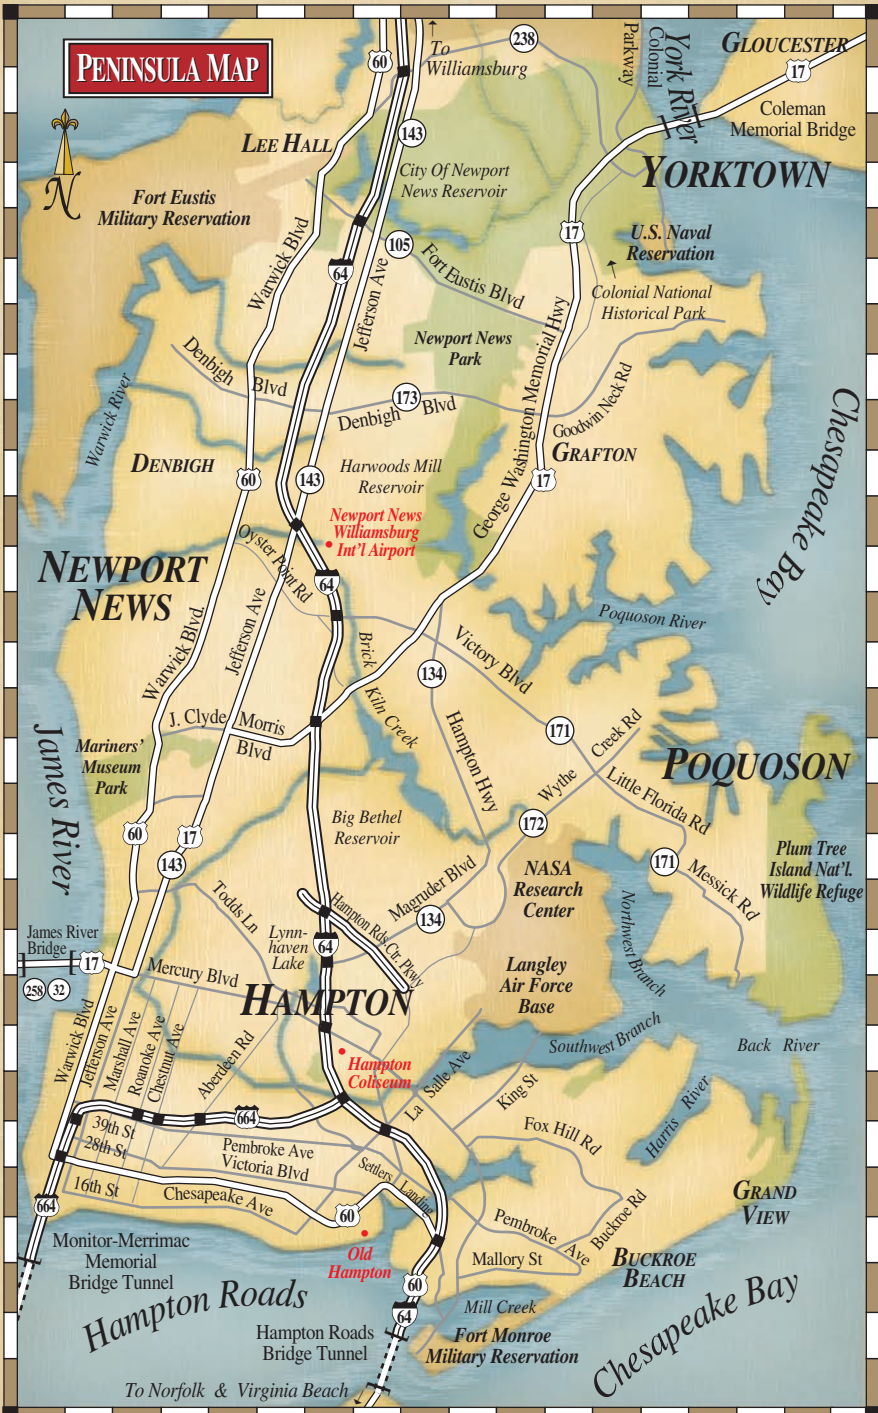 PENINSULA MAP
N
To
Williamsburg
238
Parkway
Colonial
York River
GLOUCESTER
17
Coleman
Memorial Bridge
60
LEE HALL
143
City Of Newport
News Reservoir
YORKTOWN
Fort Eustis
Military Reservation
Warwick Blvd
64
Jefferson Ave
105
Fort Eustis Blvd
17
U.S. Naval
Reservation
Colonial National
Historical Park
Newport News
Park
George Washington Memorial Hwy
Denbigh Blvd
173
Denbigh Blvd
Goodwin Neck Rd
GRAFTON
17
Chesapeake Bay
Warwick River
DENBIGH
60
143
Harwoods Mill
Reservoir
Newport News
Williamsburg
Int'l Airport
64
Oyster Point Rd
NEWPORT
NEWS
Warwick Blvd.
Jefferson Ave
Brick Kiln Creek
Poquoson River
Victory Blvd
134
Hampton Hwy
171
J. Clyde Morris
Blvd
Mariners'
Museum
Park
James River
Wythe Creek Rd
POQUOSON
Little Florida Rd
172
171
Messick Rd
Plum Tree
Island Nat'l.
Wildlife Refuge
60
17
143
Big Bethel
Reservoir
Magruder Blvd
134
NASA
Research
Center
Todds Ln
Hampton Rds. Ctr. Pkwy
Lynn-
haven
Lake
64
Northwest Branch
James River
Bridge
17
258
32
Mercury Blvd
HAMPTON
Langley
Air Force
Base
Southwest Branch
Back River
Warwick Blvd
Jefferson Ave
Marshall Ave
Roanoke Ave
Chestnut Ave
Aberdeen Rd
Hampton
Coliseum
La Salle Ave
King St
Fox Hill Rd
Harris River
664
39th St
28th St
16th St
Pembroke Ave
Victoria Blvd
Chesapeake Ave
Settlers Landing
60
664
Old
Hampton
Pembroke Ave
Buckroe Rd
Mallory St
GRAND
VIEW
BUCKROE
BEACH
Monitor-Merrimac
Memorial
Bridge Tunnel
60
64
Mill Creek
Hampton Roads
Hampton Roads
Bridge Tunnel
Fort Monroe
Military Reservation
Chesapeake Bay
To Norfolk & Virginia Beach